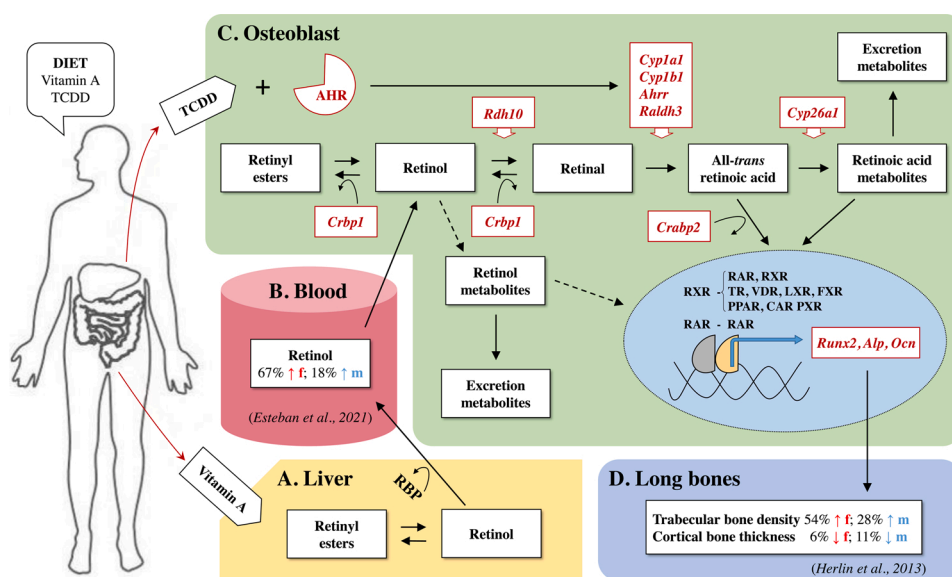 DIET
Vitamin A
TCDD
TCDD
+
C. Osteoblast
AHR
Cyp1a1
Cyp1b1
Ahrr
Raldh3
Excretion
metabolites
Rdh10
Cyp26a1
Retinyl
esters
Retinol
Retinal
All-trans
retinoic acid
Retinoic acid
metabolites
Crbp1
Crbp1
Crabp2
Retinol
metabolites
Excretion
metabolites
RXR -
RAR, RXR
TR, VDR, LXR, FXR
PPAR, CAR PXR
RAR - RAR
Runx2, Alp, Ocn
B. Blood
Retinol
67% ↑ f; 18% ↑ m
(Esteban et al., 2021)
Vitamin A
A. Liver
RBP
Retinyl
esters
Retinol
D. Long bones
Trabecular bone density 54% ↑ f; 28% ↑ m
Cortical bone thickness 6% ↓ f; 11% ↓ m
(Herlin et al., 2013)